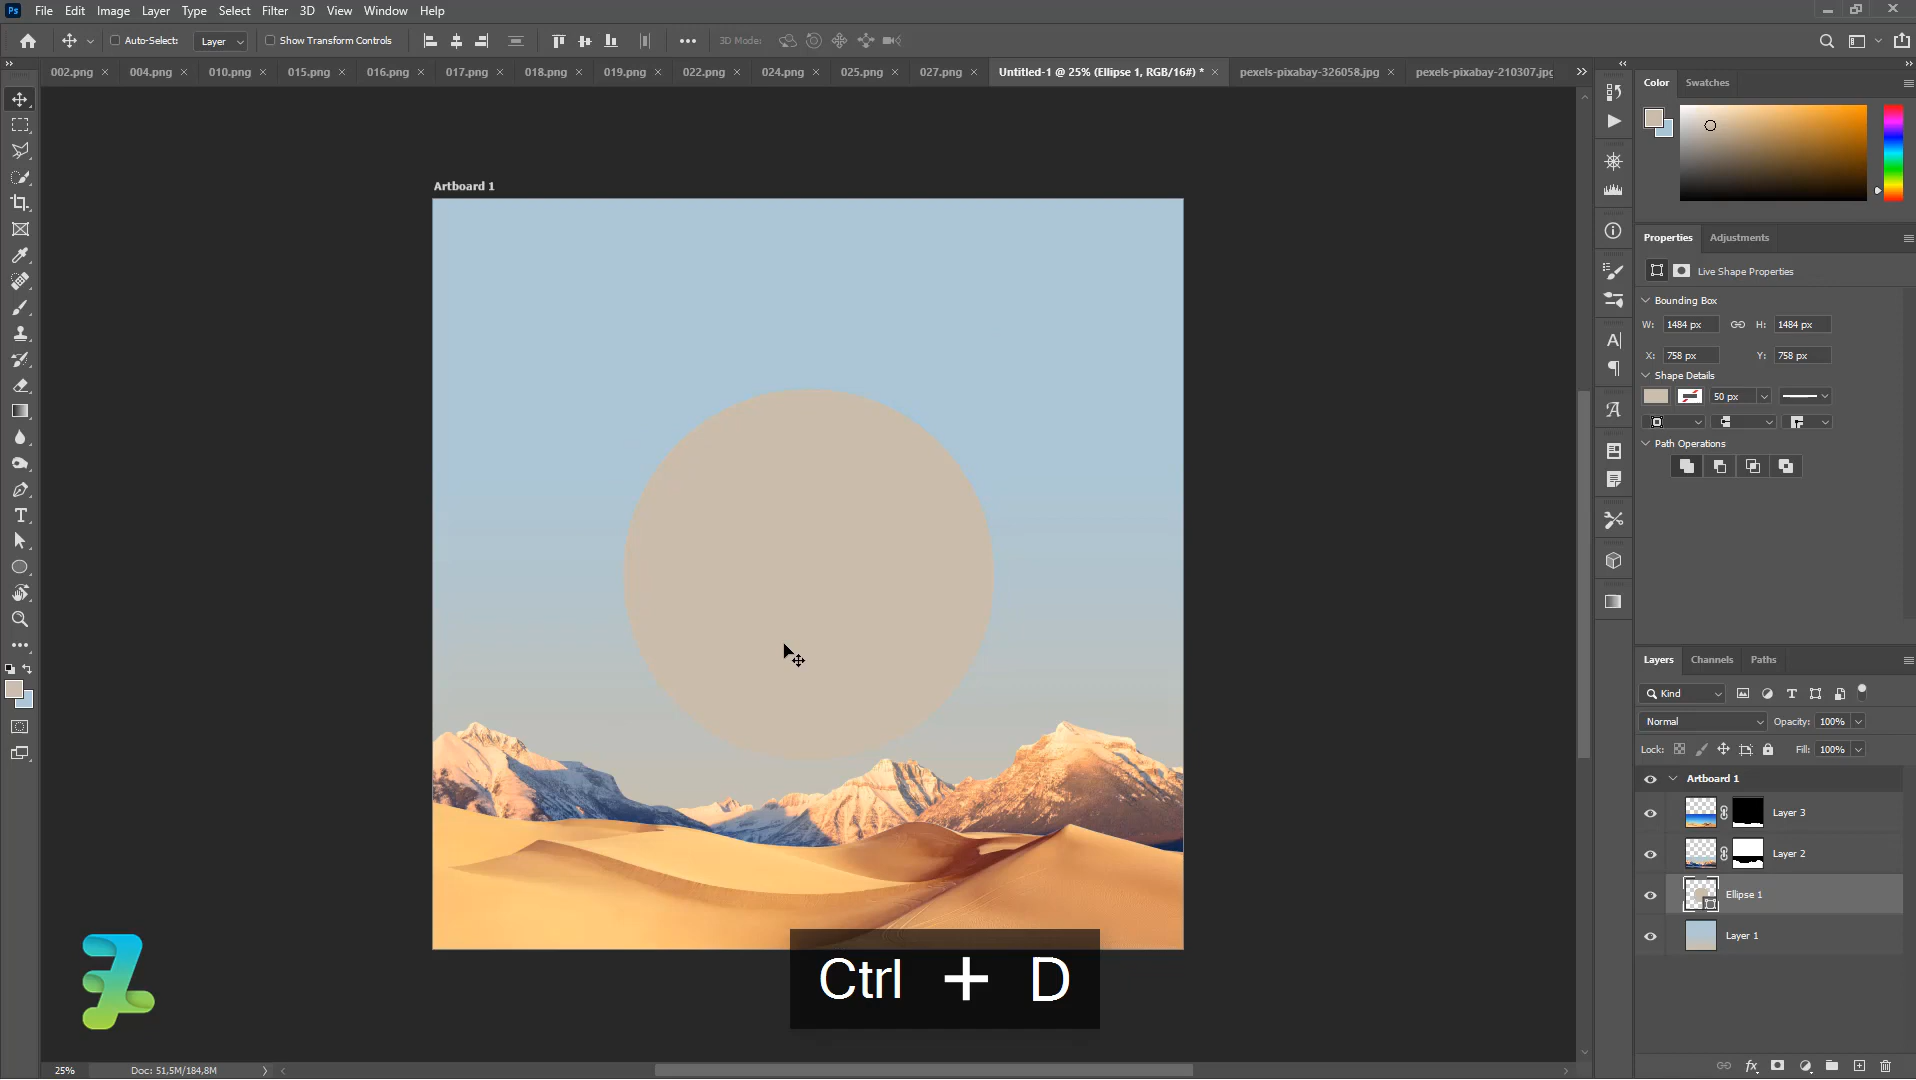 Ps File Edit Image Layer Type Select Filter 3D View Window Help
Auto-Select: Layer Show Transform Controls 3D Mode:
002.png 004.png 010.png 015.png 016.png 017.png 018.png 019.png 022.png 024.png 025.png 027.png Untitled-1 @ 25% (Ellipse 1, RGB/16#) * pexels-pixabay-326058.jpg pexels-pixabay-210307.jpg
Color Swatches
Artboard 1
Properties Adjustments
Live Shape Properties
Bounding Box
W: 1484 px H: 1484 px
X: 758 px Y: 758 px
Shape Details
50 px
Path Operations
Layers Channels Paths
Kind
Normal Opacity: 100%
Lock: Fill: 100%
Artboard 1
Layer 3
Layer 2
Ellipse 1
Layer 1
Ctrl + D
25% Doc: 51,5M/184,8M